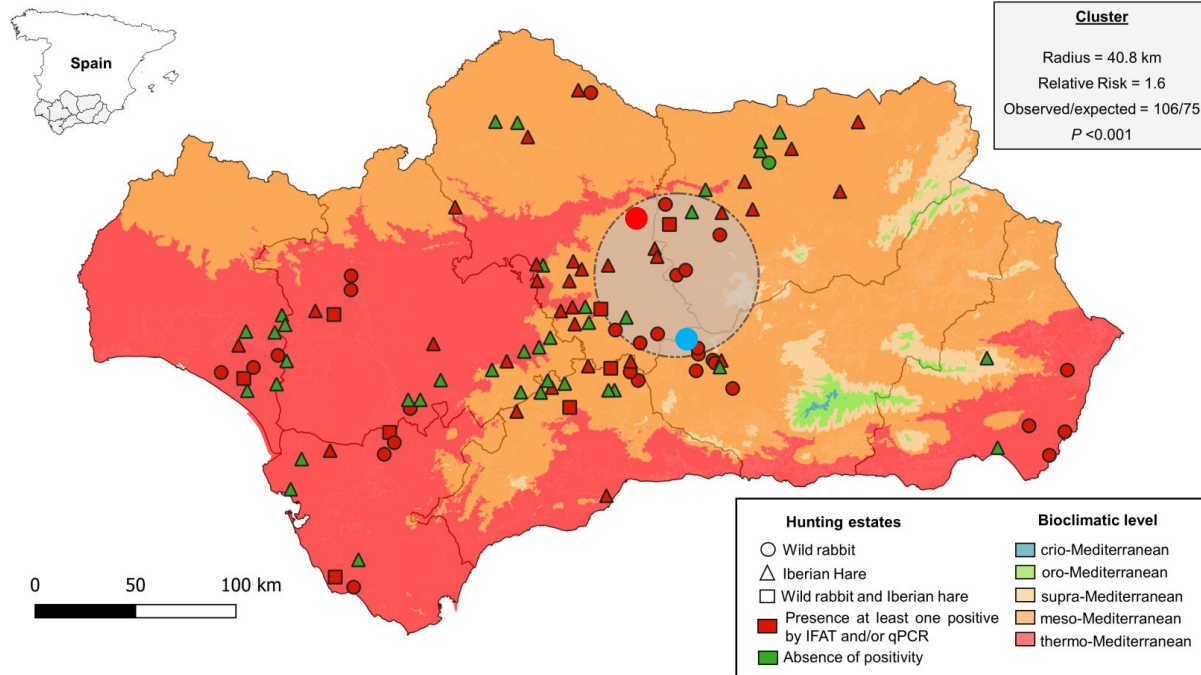 Spain
Cluster
Radius = 40.8 km
Relative Risk = 1.6
Observed/expected = 106/75
P <0.001
0 50 100 km
Hunting estates
Wild rabbit
Iberian Hare
Wild rabbit and Iberian hare
Presence at least one positive
by IFAT and/or qPCR
Absence of positivity
Bioclimatic level
crio-Mediterranean
oro-Mediterranean
supra-Mediterranean
meso-Mediterranean
thermo-Mediterranean